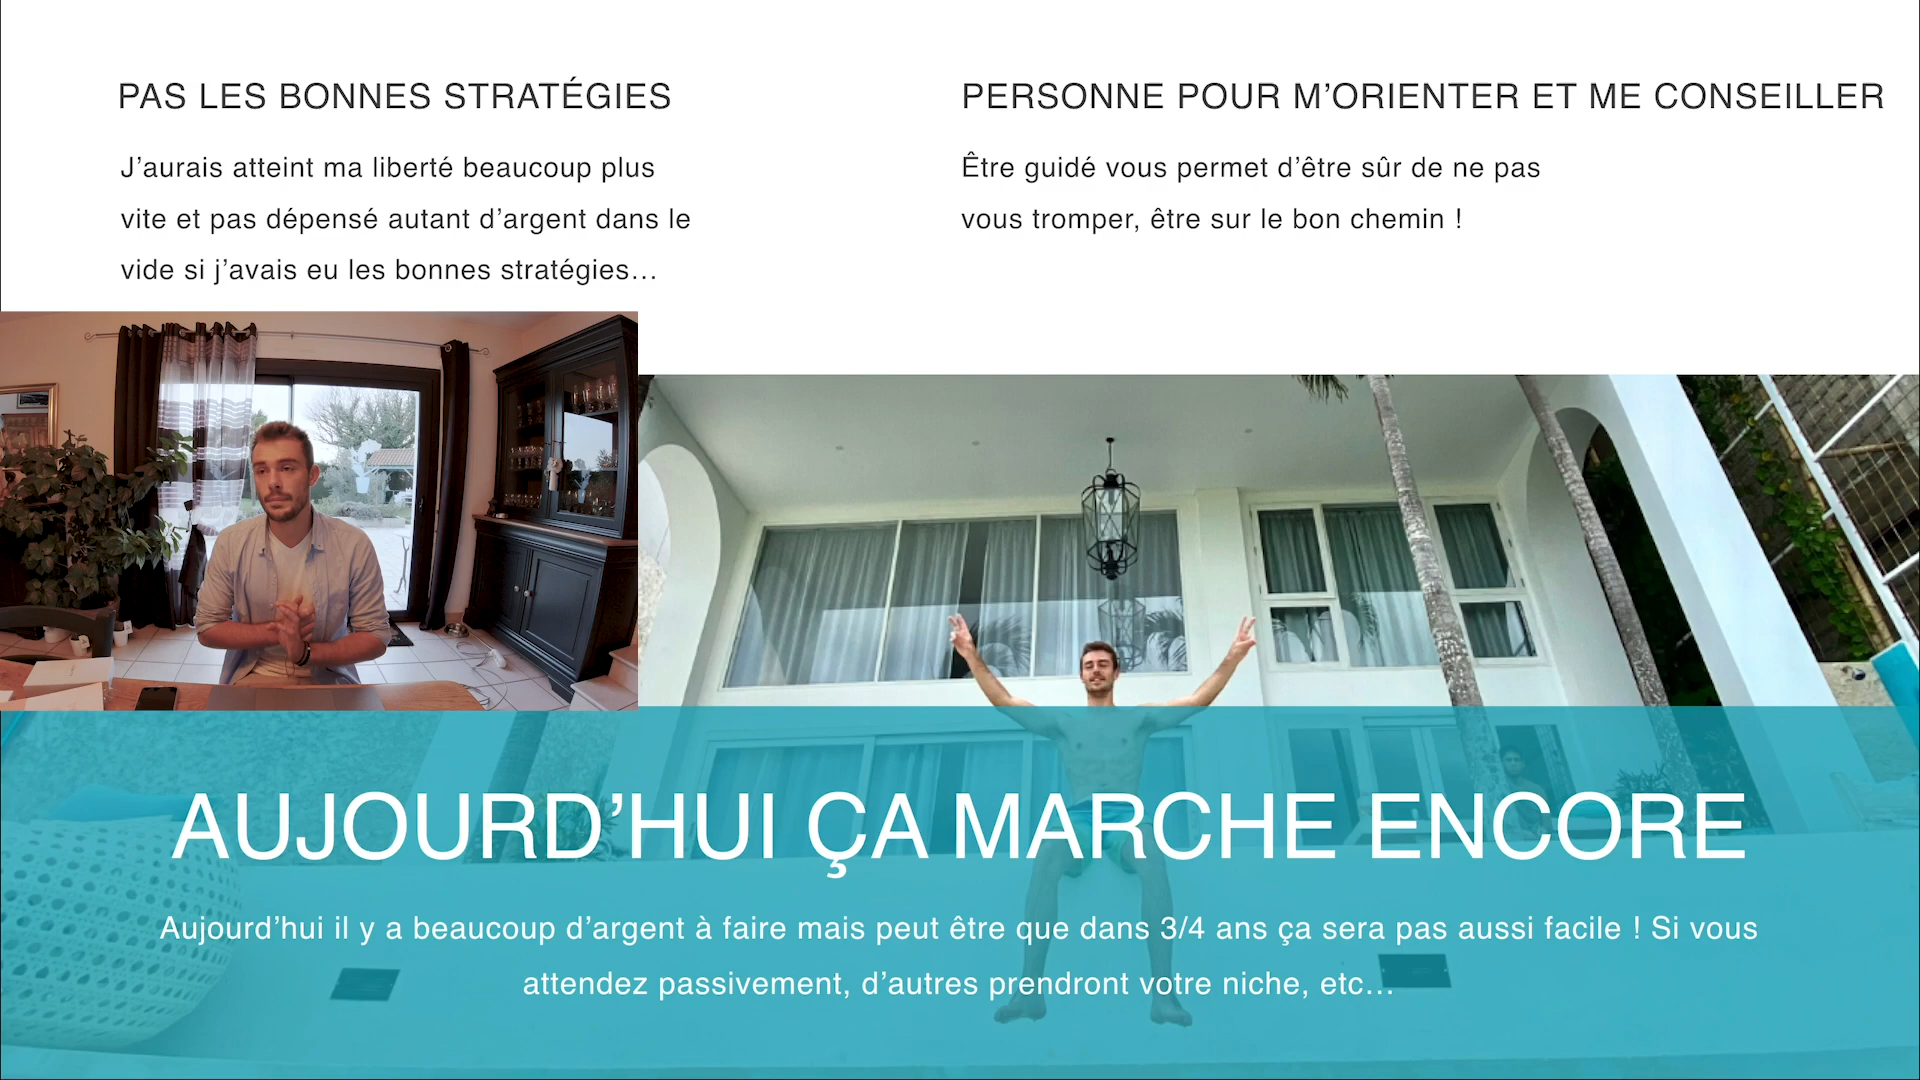 PAS LES BONNES STRATÉGIES
J’aurais atteint ma liberté beaucoup plus
vite et pas dépensé autant d’argent dans le
vide si j’avais eu les bonnes stratégies…
PERSONNE POUR M’ORIENTER ET ME CONSEILLER
Être guidé vous permet d’être sûr de ne pas
vous tromper, être sur le bon chemin !
AUJOURD’HUI ÇA MARCHE ENCORE
Aujourd’hui il y a beaucoup d’argent à faire mais peut être que dans 3/4 ans ça sera pas aussi facile ! Si vous
attendez passivement, d’autres prendront votre niche, etc…